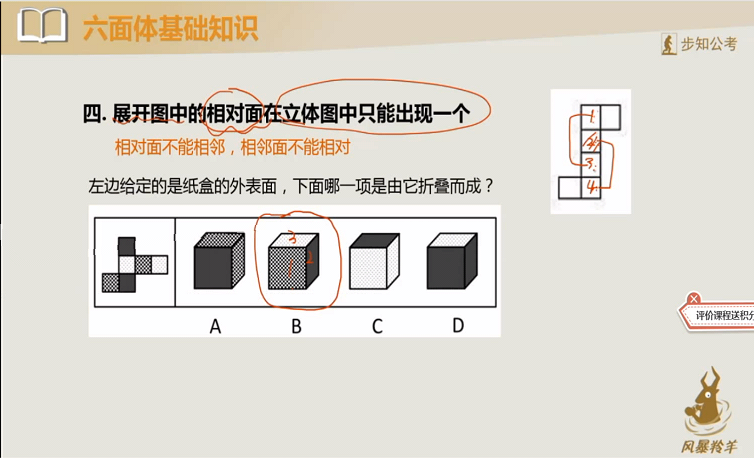 六面体基础知识
步知公考
四. 展开图中的相对面在立体图中只能出现一个
相对面不能相邻，相邻面不能相对
左边给定的是纸盒的外表面，下面哪一项是由它折叠而成？
1
3
4
3
1
2
A B C D
评价课程送积分
风暴羚羊